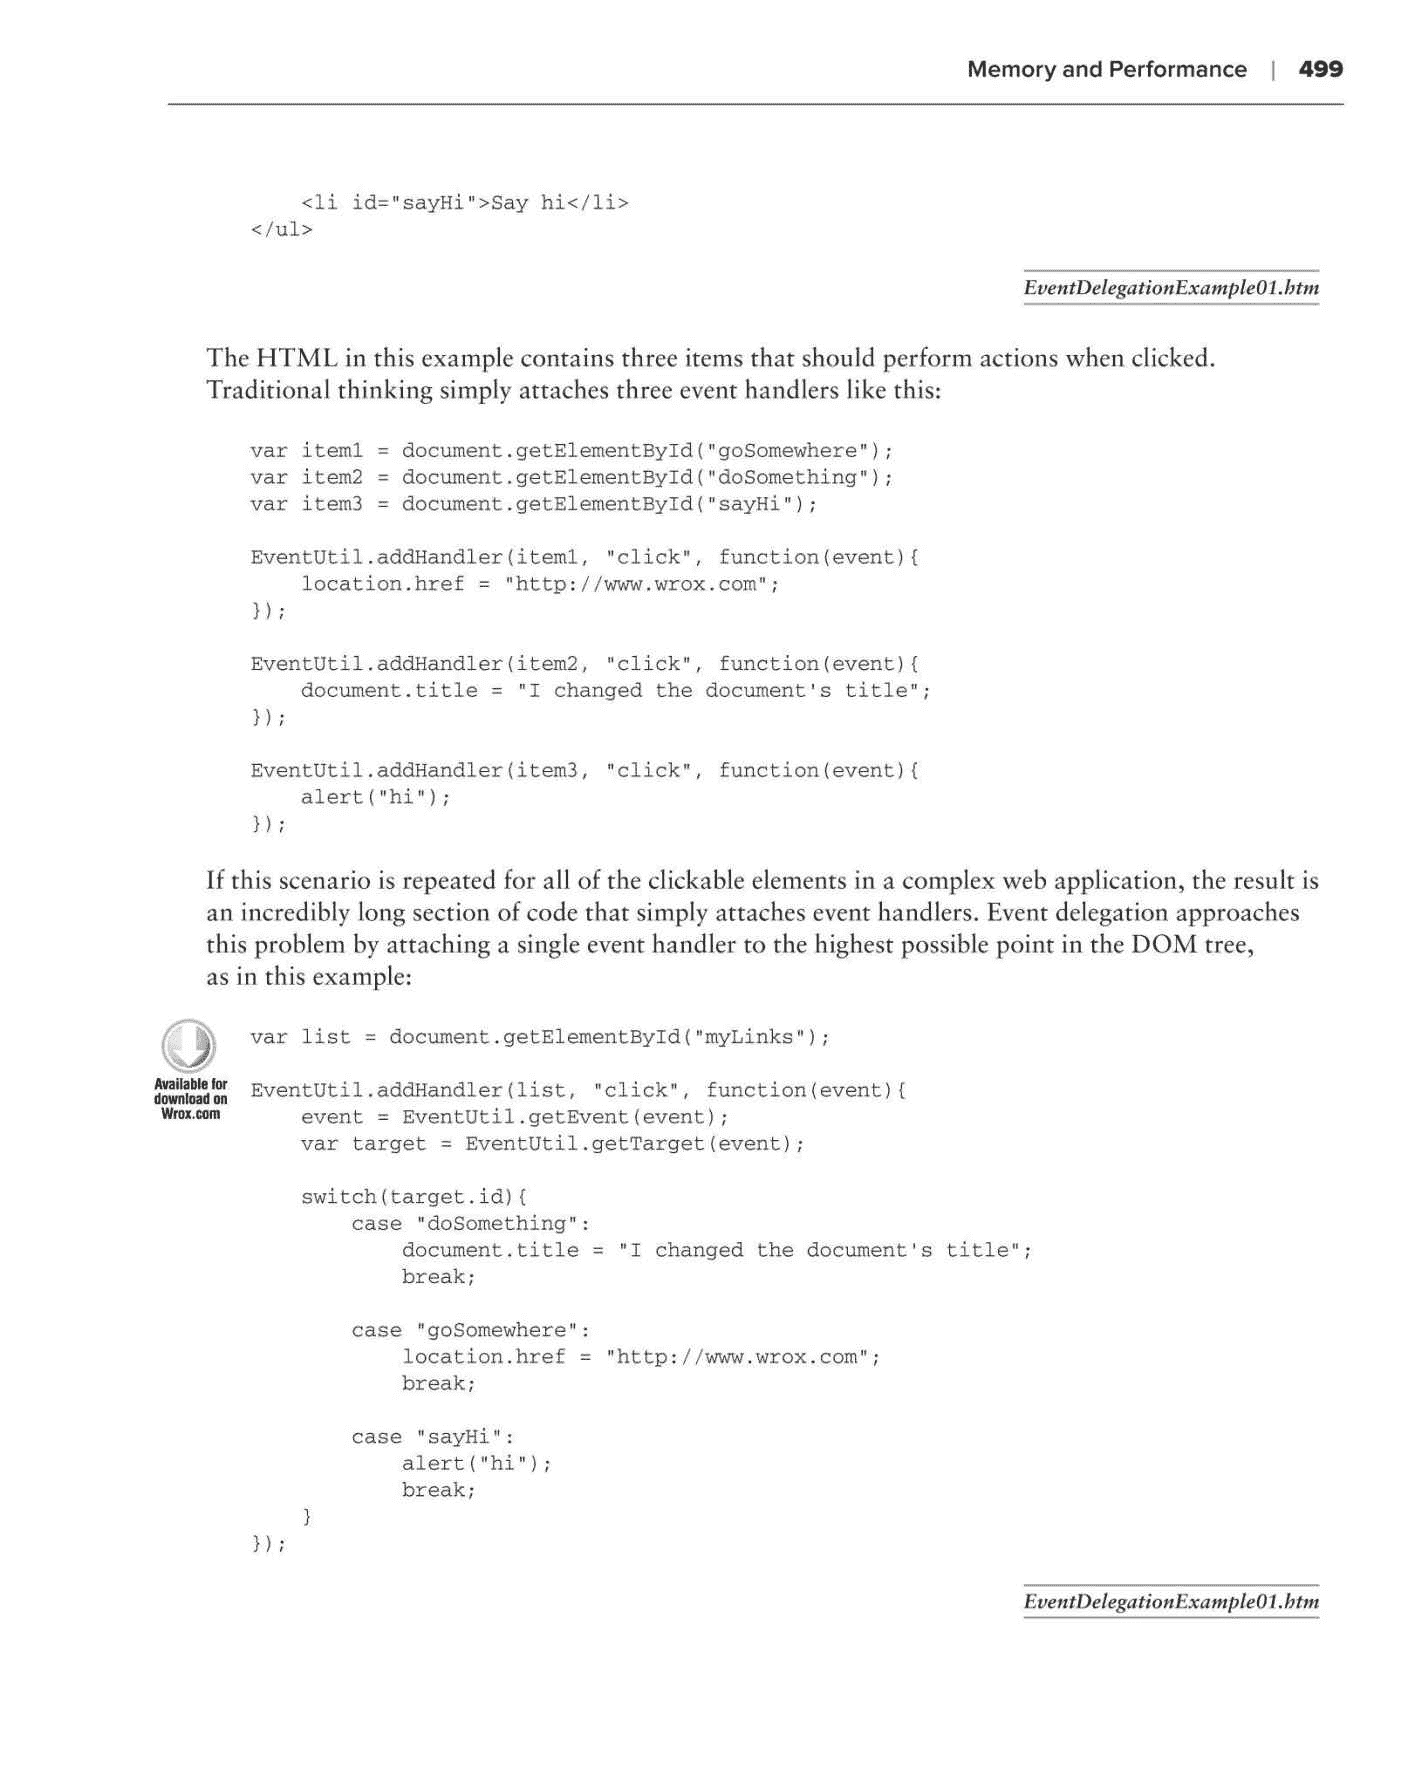 Memory and Performance | 499
<li id="sayHi">Say hi</li>
</ul>
EventDelegationExample01.htm
The HTML in this example contains three items that should perform actions when clicked.
Traditional thinking simply attaches three event handlers like this:
var item1 = document.getElementById("goSomewhere");
var item2 = document.getElementById("doSomething");
var item3 = document.getElementById("sayHi");
EventUtil.addHandler(item1, "click", function(event){
    location.href = "http://www.wrox.com";
});
EventUtil.addHandler(item2, "click", function(event){
    document.title = "I changed the document's title";
});
EventUtil.addHandler(item3, "click", function(event){
    alert("hi");
});
If this scenario is repeated for all of the clickable elements in a complex web application, the result is
an incredibly long section of code that simply attaches event handlers. Event delegation approaches
this problem by attaching a single event handler to the highest possible point in the DOM tree,
as in this example:
Available for
download on
Wrox.com
var list = document.getElementById("myLinks");
EventUtil.addHandler(list, "click", function(event){
    event = EventUtil.getEvent(event);
    var target = EventUtil.getTarget(event);
    switch(target.id){
        case "doSomething":
            document.title = "I changed the document's title";
            break;
        case "goSomewhere":
            location.href = "http://www.wrox.com";
            break;
        case "sayHi":
            alert("hi");
            break;
    }
});
EventDelegationExample01.htm